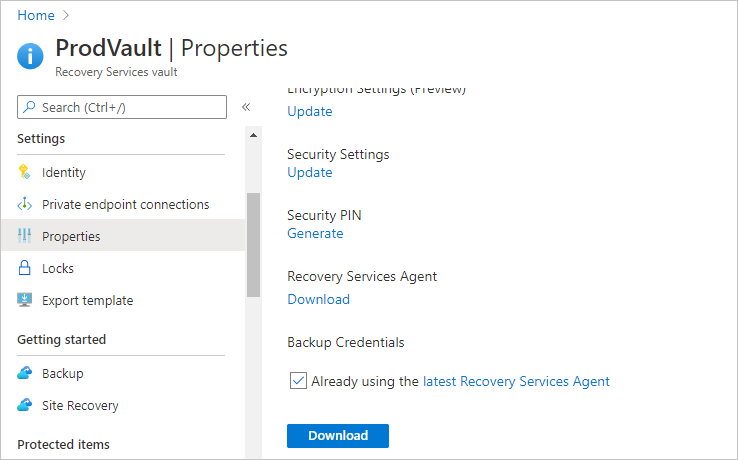 Home
ProdVault | Properties
Recovery Services vault
Search (Ctrl+/)
Settings
Identity
Private endpoint connections
Properties
Locks
Export template
Getting started
Backup
Site Recovery
Protected items
Encryption Settings (Preview)
Update
Security Settings
Update
Security PIN
Generate
Recovery Services Agent
Download
Backup Credentials
Already using the latest Recovery Services Agent
Download